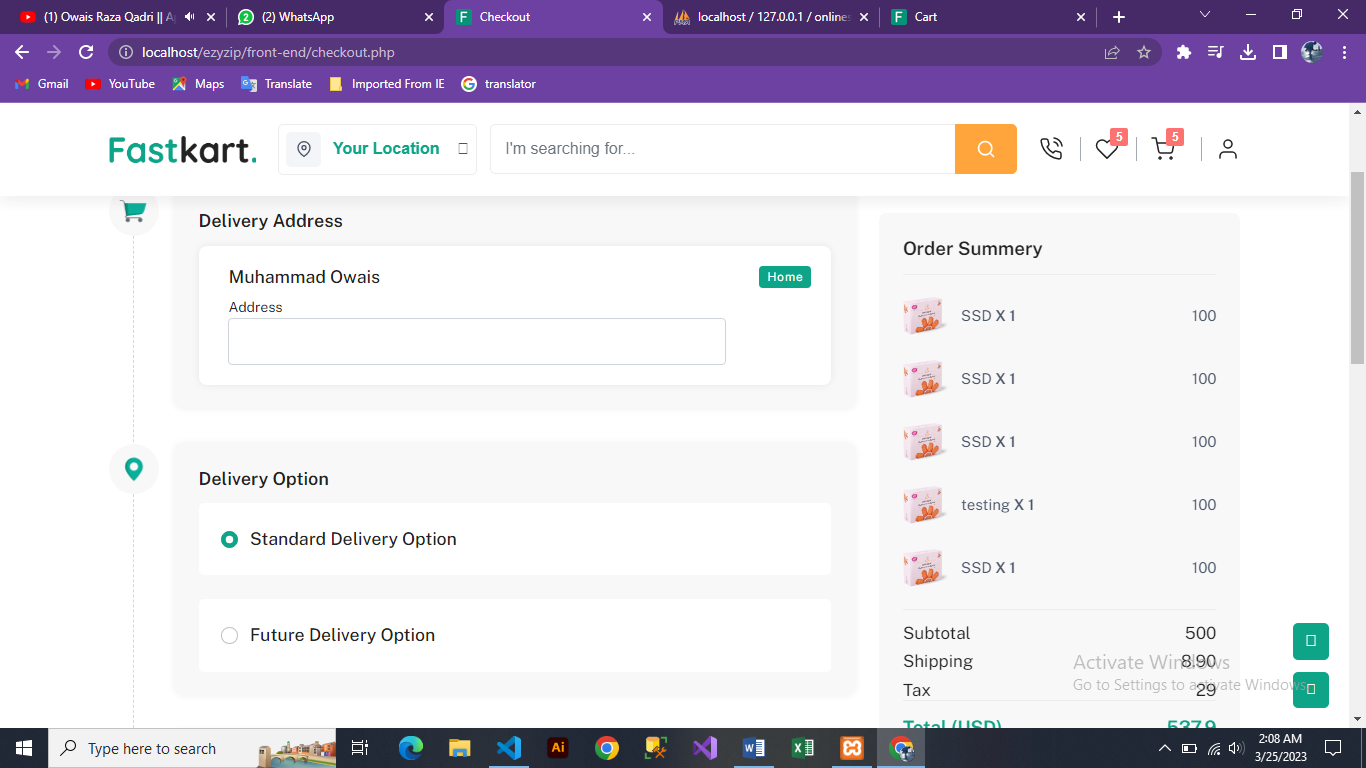 (1) Owais Raza Qadri || A
(2) WhatsApp
Checkout
localhost / 127.0.0.1 / onlines
Cart
localhost/ezyzip/front-end/checkout.php
Gmail
YouTube
Maps
Translate
Imported From IE
translator
Fastkart.
Your Location
I'm searching for...
5
5
Delivery Address
Muhammad Owais
Home
Address
Delivery Option
Standard Delivery Option
Future Delivery Option
Order Summery
SSD X 1 100
SSD X 1 100
SSD X 1 100
testing X 1 100
SSD X 1 100
Subtotal 500
Shipping 8.90
Tax 29
Total (USD) 537.9
Activate Windows
Go to Settings to activate Windows.
Type here to search
2:08 AM
3/25/2023